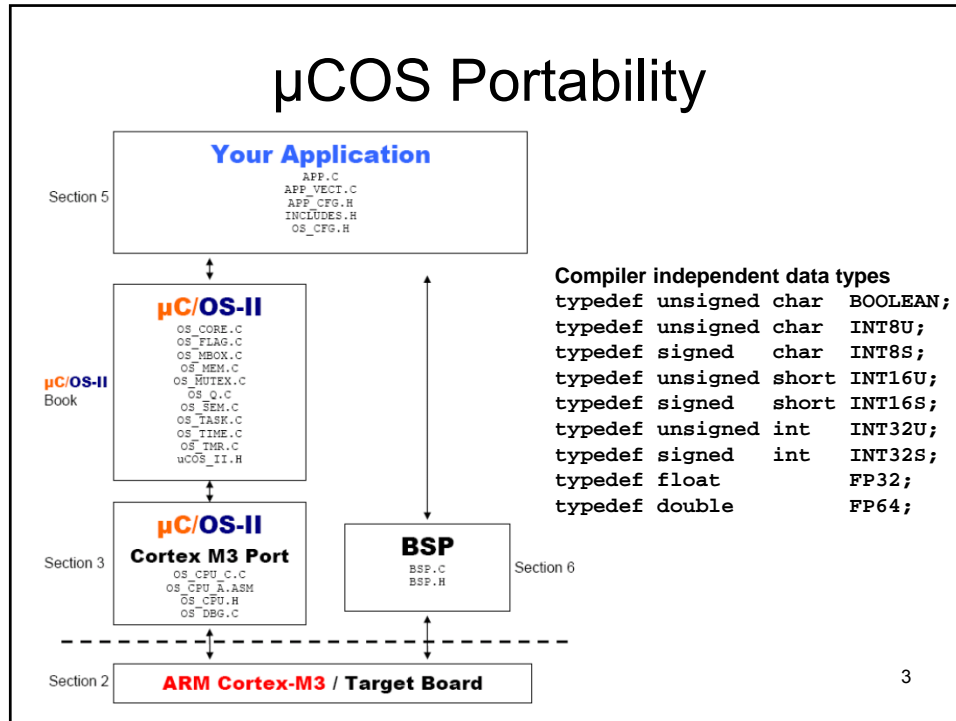 µCOS Portability
Section 5
Your Application
APP.C
APP_VECT.C
APP_CFG.H
INCLUDES.H
OS_CFG.H
µC/OS-II
Book
µC/OS-II
OS_CORE.C
OS_FLAG.C
OS_MBOX.C
OS_MEM.C
OS_MUTEX.C
OS_Q.C
OS_SEM.C
OS_TASK.C
OS_TIME.C
OS_TMR.C
uCOS_II.H
Compiler independent data types
typedef unsigned char BOOLEAN;
typedef unsigned char INT8U;
typedef signed char INT8S;
typedef unsigned short INT16U;
typedef signed short INT16S;
typedef unsigned int INT32U;
typedef signed int INT32S;
typedef float FP32;
typedef double FP64;
Section 3
µC/OS-II
Cortex M3 Port
OS_CPU_C.C
OS_CPU_A.ASM
OS_CPU.H
OS_DBG.C
BSP
BSP.C
BSP.H
Section 6
Section 2
ARM Cortex-M3 / Target Board
3